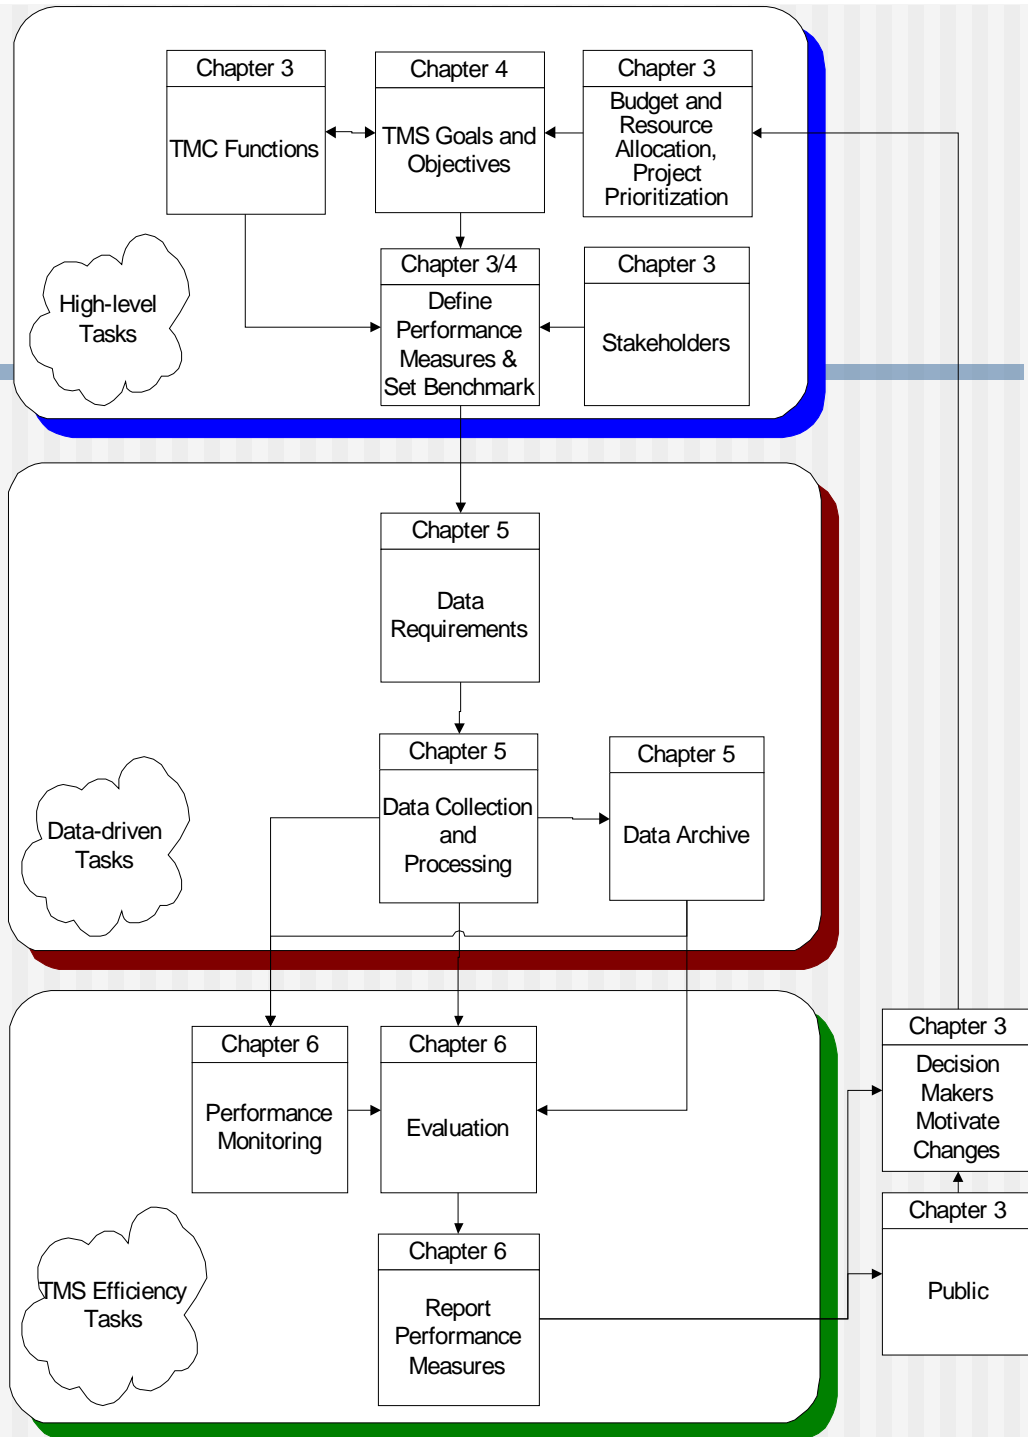 Chapter 3
TMC Functions
Chapter 4
TMS Goals and
Objectives
Chapter 3
Budget and
Resource
Allocation,
Project
Prioritization
High-level
Tasks
Chapter 3/4
Define
Performance
Measures &
Set Benchmark
Chapter 3
Stakeholders
Chapter 5
Data
Requirements
Data-driven
Tasks
Chapter 5
Data Collection
and
Processing
Chapter 5
Data Archive
Chapter 6
Performance
Monitoring
Chapter 6
Evaluation
Chapter 3
Decision
Makers
Motivate
Changes
TMS Efficiency
Tasks
Chapter 6
Report
Performance
Measures
Chapter 3
Public